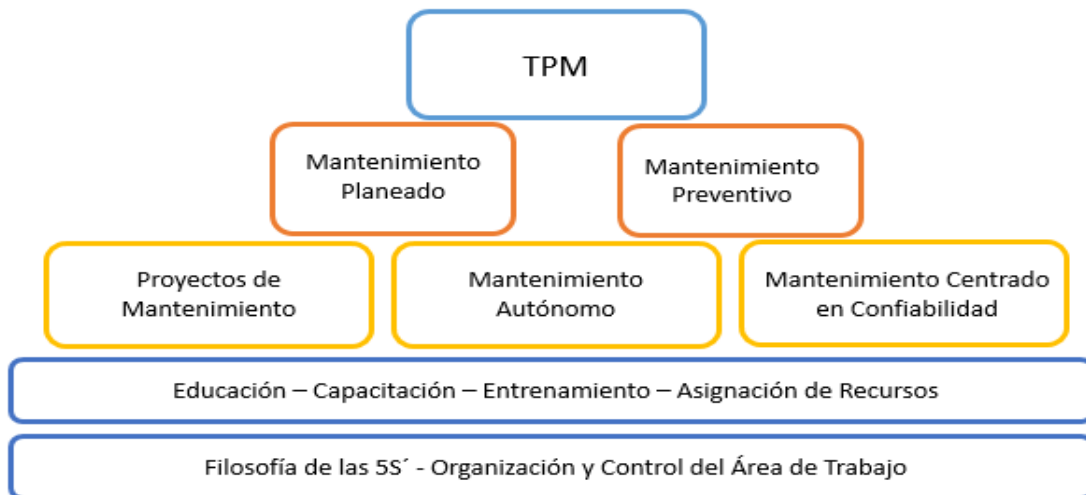 TPM
Mantenimiento
Planeado
Mantenimiento
Preventivo
Proyectos de
Mantenimiento
Mantenimiento
Autónomo
Mantenimiento Centrado
en Confiabilidad
Educación – Capacitación – Entrenamiento – Asignación de Recursos
Filosofía de las 5S´ - Organización y Control del Área de Trabajo